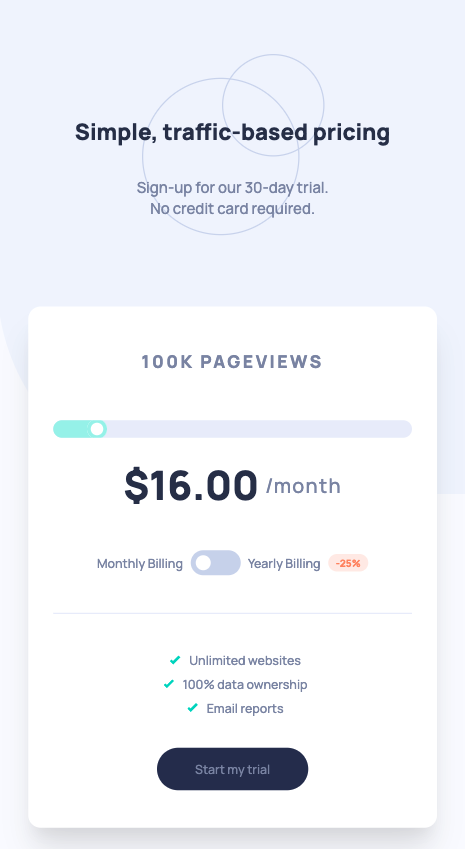 Simple, traffic-based pricing
Sign-up for our 30-day trial.
No credit card required.
100K PAGEVIEWS
$16.00 /month
Monthly Billing Yearly Billing -25%
Unlimited websites
100% data ownership
Email reports
Start my trial